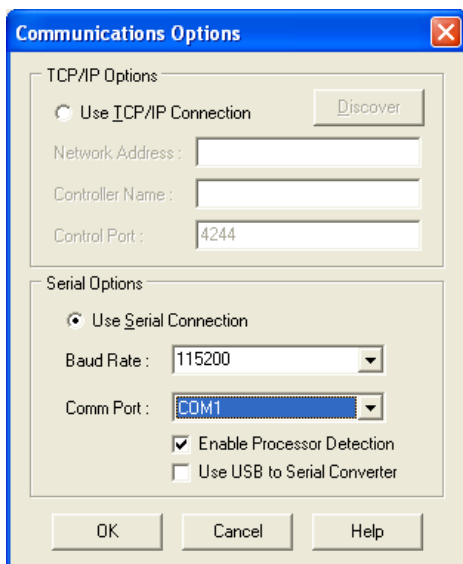 Communications Options
TCP/IP Options
Use TCP/IP Connection
Discover
Network Address :
Controller Name :
Control Port :
4244
Serial Options
Use Serial Connection
Baud Rate :
115200
Comm Port :
COM1
Enable Processor Detection
Use USB to Serial Converter
OK
Cancel
Help